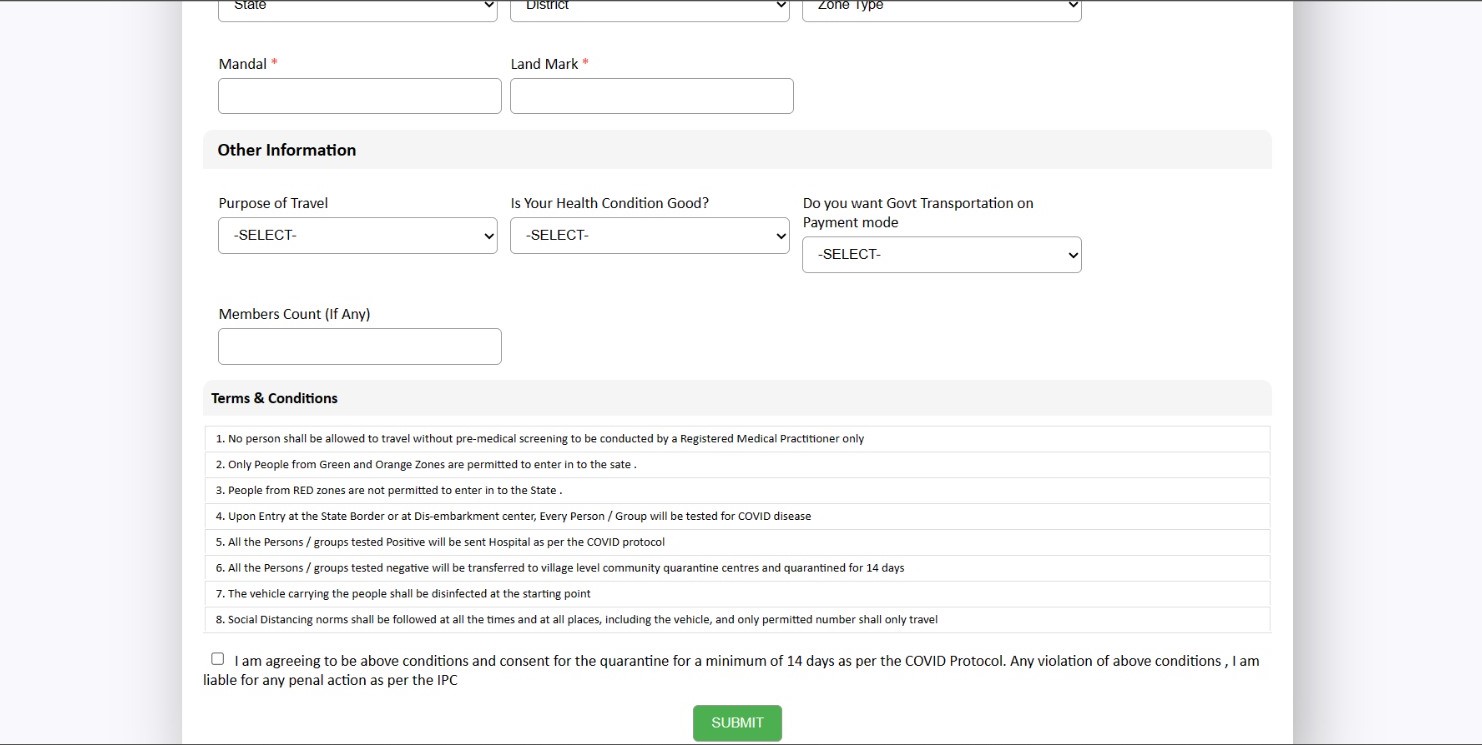 State District Zone Type
Mandal * Land Mark *
Other Information
Purpose of Travel Is Your Health Condition Good? Do you want Govt Transportation on
Payment mode
-SELECT- -SELECT- -SELECT-
Members Count (If Any)
Terms & Conditions
1. No person shall be allowed to travel without pre-medical screening to be conducted by a Registered Medical Practitioner only
2. Only People from Green and Orange Zones are permitted to enter in to the sate .
3. People from RED zones are not permitted to enter in to the State .
4. Upon Entry at the State Border or at Dis-embarkment center, Every Person / Group will be tested for COVID disease
5. All the Persons / groups tested Positive will be sent Hospital as per the COVID protocol
6. All the Persons / groups tested negative will be transferred to village level community quarantine centres and quarantined for 14 days
7. The vehicle carrying the people shall be disinfected at the starting point
8. Social Distancing norms shall be followed at all the times and at all places, including the vehicle, and only permitted number shall only travel
I am agreeing to be above conditions and consent for the quarantine for a minimum of 14 days as per the COVID Protocol. Any violation of above conditions , I am
liable for any penal action as per the IPC
SUBMIT